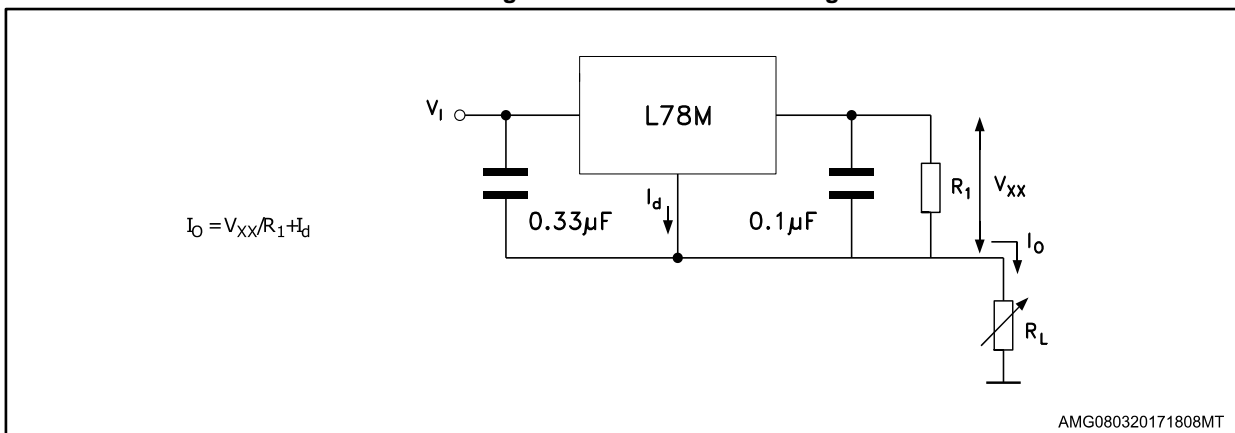 V_I
L78M
I_d
0.33µF
0.1µF
R_1
V_XX
I_O = V_XX/R_1+I_d
I_O
R_L
AMG080320171808MT